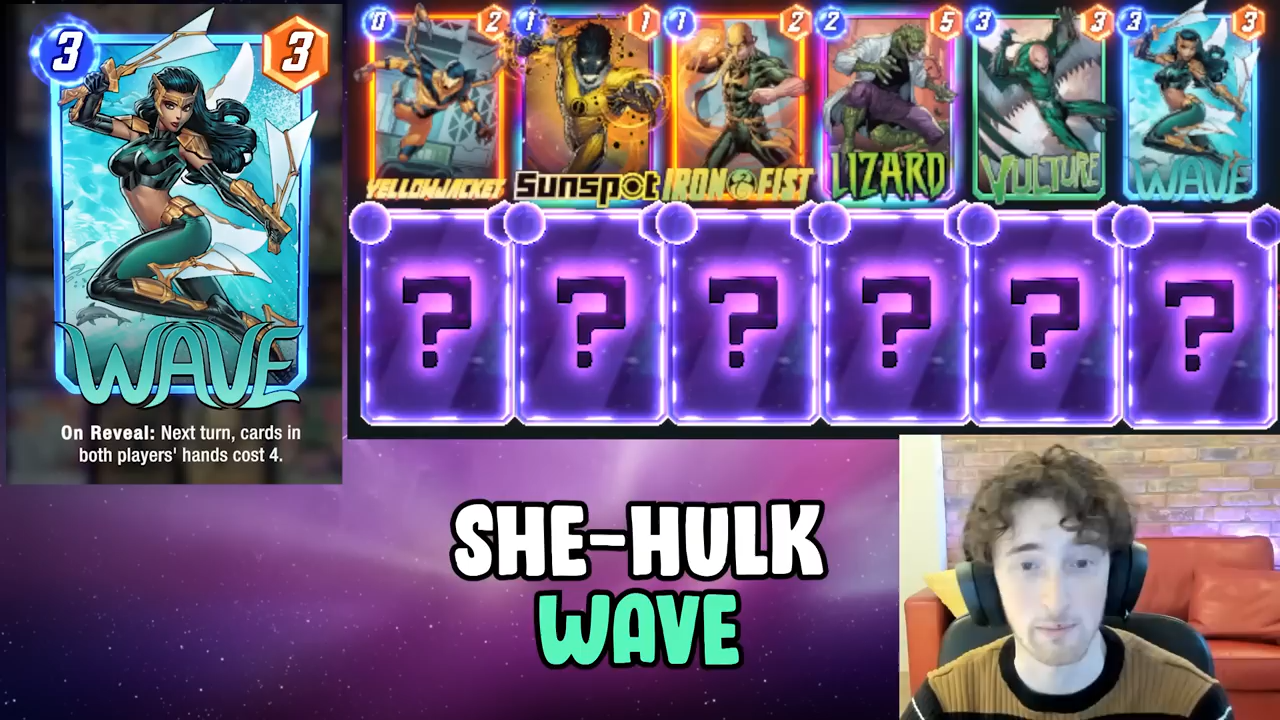 3 3
WAVE
On Reveal: Next turn, cards in
both players' hands cost 4.
0 2 1 1 1 2 2 5 3 3 3 3
YELLOWJACKET SUNSPOT IRON FIST LIZARD VULTURE WAVE
? ? ? ? ? ?
SHE-HULK
WAVE